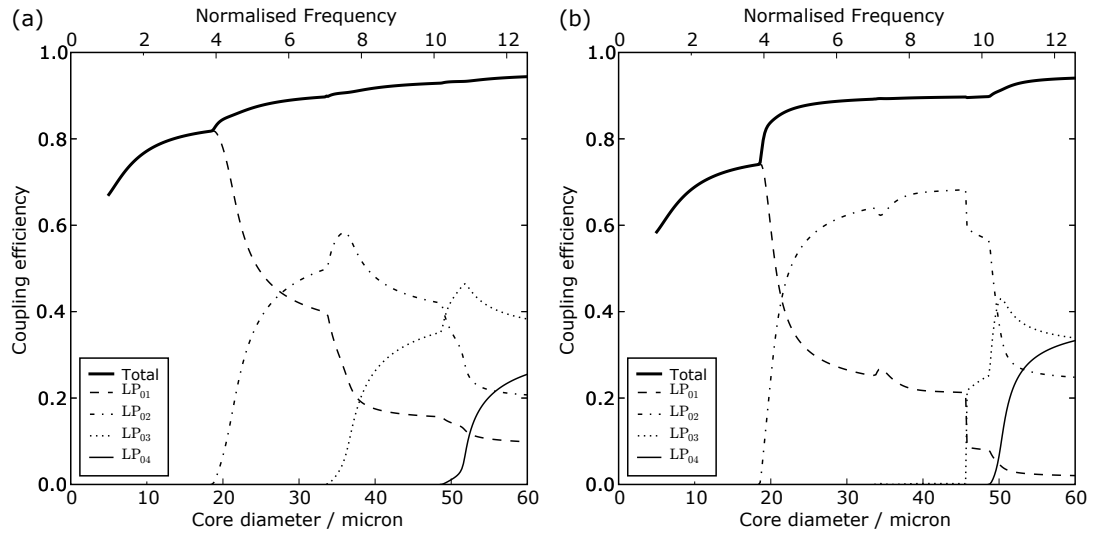 (a)
Normalised Frequency
0 2 4 6 8 10 12
1.0
0.8
0.6
0.4
0.2
0.0
Coupling efficiency
Total
LP01
LP02
LP03
LP04
0 10 20 30 40 50 60
Core diameter / micron
(b)
Normalised Frequency
0 2 4 6 8 10 12
1.0
0.8
0.6
0.4
0.2
0.0
Coupling efficiency
Total
LP01
LP02
LP03
LP04
0 10 20 30 40 50 60
Core diameter / micron